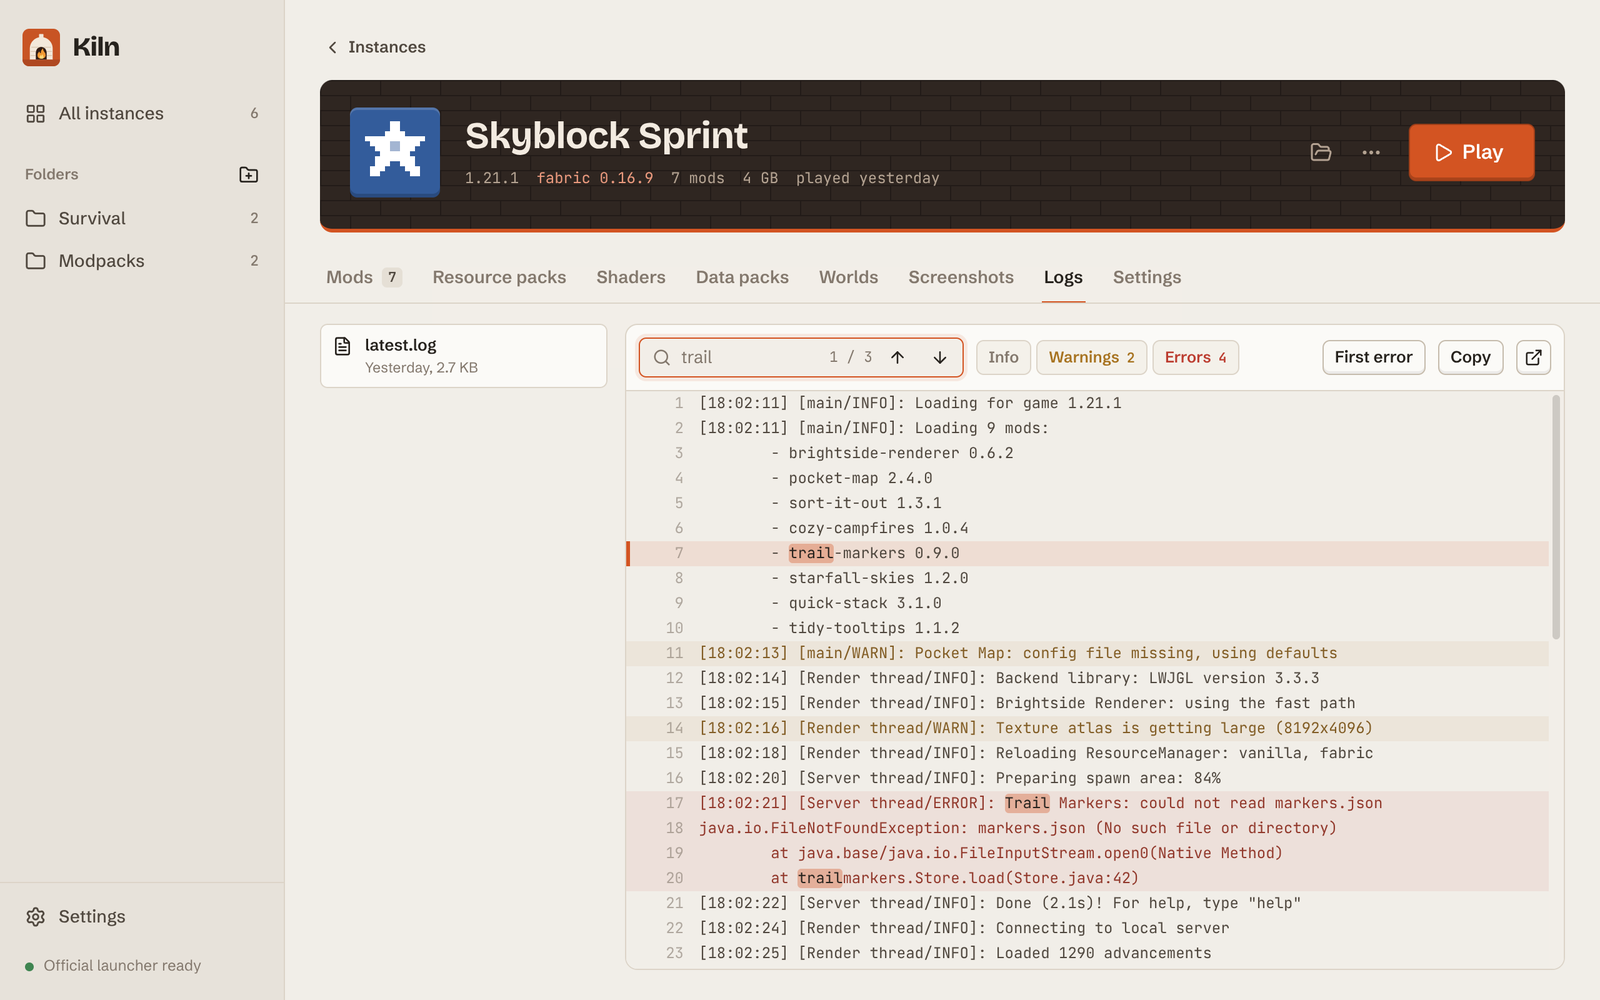 Kiln
All instances 6
Folders
Survival 2
Modpacks 2
Settings
Official launcher ready
Instances
Skyblock Sprint
1.21.1 fabric 0.16.9 7 mods 4 GB played yesterday
Play
Mods 7 Resource packs Shaders Data packs Worlds Screenshots Logs Settings
latest.log
Yesterday, 2.7 KB
trail 1 / 3 Info Warnings 2 Errors 4 First error Copy
1 [18:02:11] [main/INFO]: Loading for game 1.21.1
2 [18:02:11] [main/INFO]: Loading 9 mods:
3 - brightside-renderer 0.6.2
4 - pocket-map 2.4.0
5 - sort-it-out 1.3.1
6 - cozy-campfires 1.0.4
7 - trail-markers 0.9.0
8 - starfall-skies 1.2.0
9 - quick-stack 3.1.0
10 - tidy-tooltips 1.1.2
11 [18:02:13] [main/WARN]: Pocket Map: config file missing, using defaults
12 [18:02:14] [Render thread/INFO]: Backend library: LWJGL version 3.3.3
13 [18:02:15] [Render thread/INFO]: Brightside Renderer: using the fast path
14 [18:02:16] [Render thread/WARN]: Texture atlas is getting large (8192x4096)
15 [18:02:18] [Render thread/INFO]: Reloading ResourceManager: vanilla, fabric
16 [18:02:20] [Server thread/INFO]: Preparing spawn area: 84%
17 [18:02:21] [Server thread/ERROR]: Trail Markers: could not read markers.json
18 java.io.FileNotFoundException: markers.json (No such file or directory)
19 at java.base/java.io.FileInputStream.open0(Native Method)
20 at trailmarkers.Store.load(Store.java:42)
21 [18:02:22] [Server thread/INFO]: Done (2.1s)! For help, type "help"
22 [18:02:24] [Render thread/INFO]: Connecting to local server
23 [18:02:25] [Render thread/INFO]: Loaded 1290 advancements